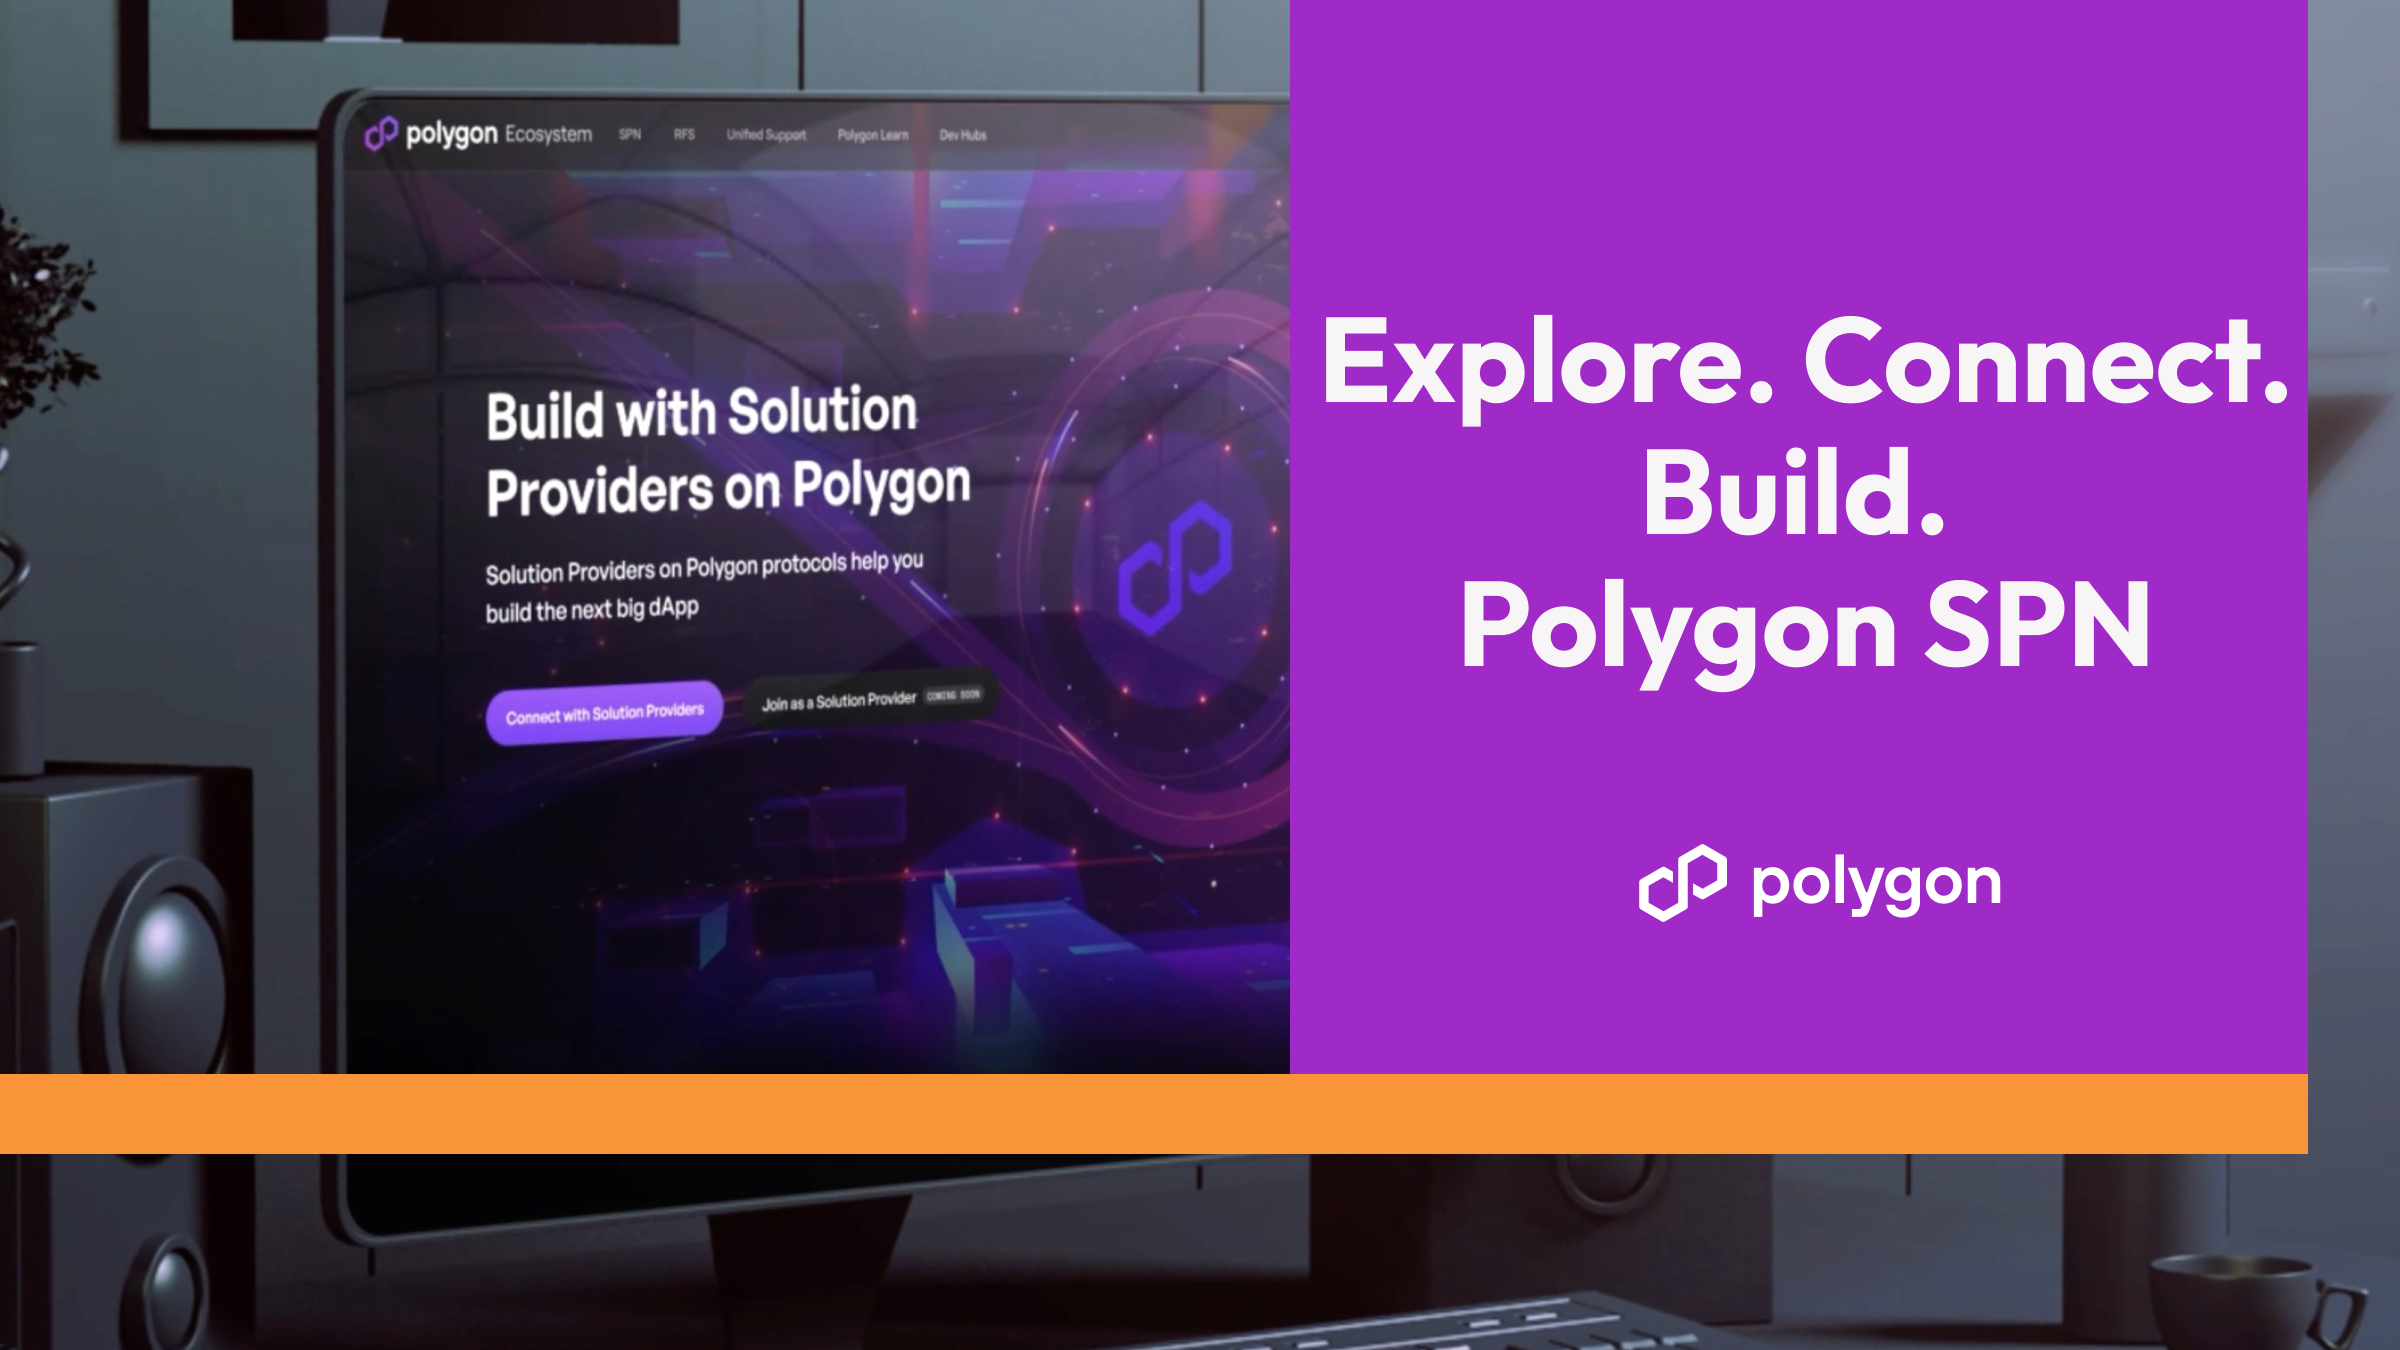 polygon Ecosystem SPN RFS Unified Support Polygon Learn Dev Hubs
Build with Solution
Providers on Polygon
Solution Providers on Polygon protocols help you
build the next big dApp
Connect with Solution Providers
Join as a Solution Provider COMING SOON
Explore. Connect.
Build.
Polygon SPN
polygon